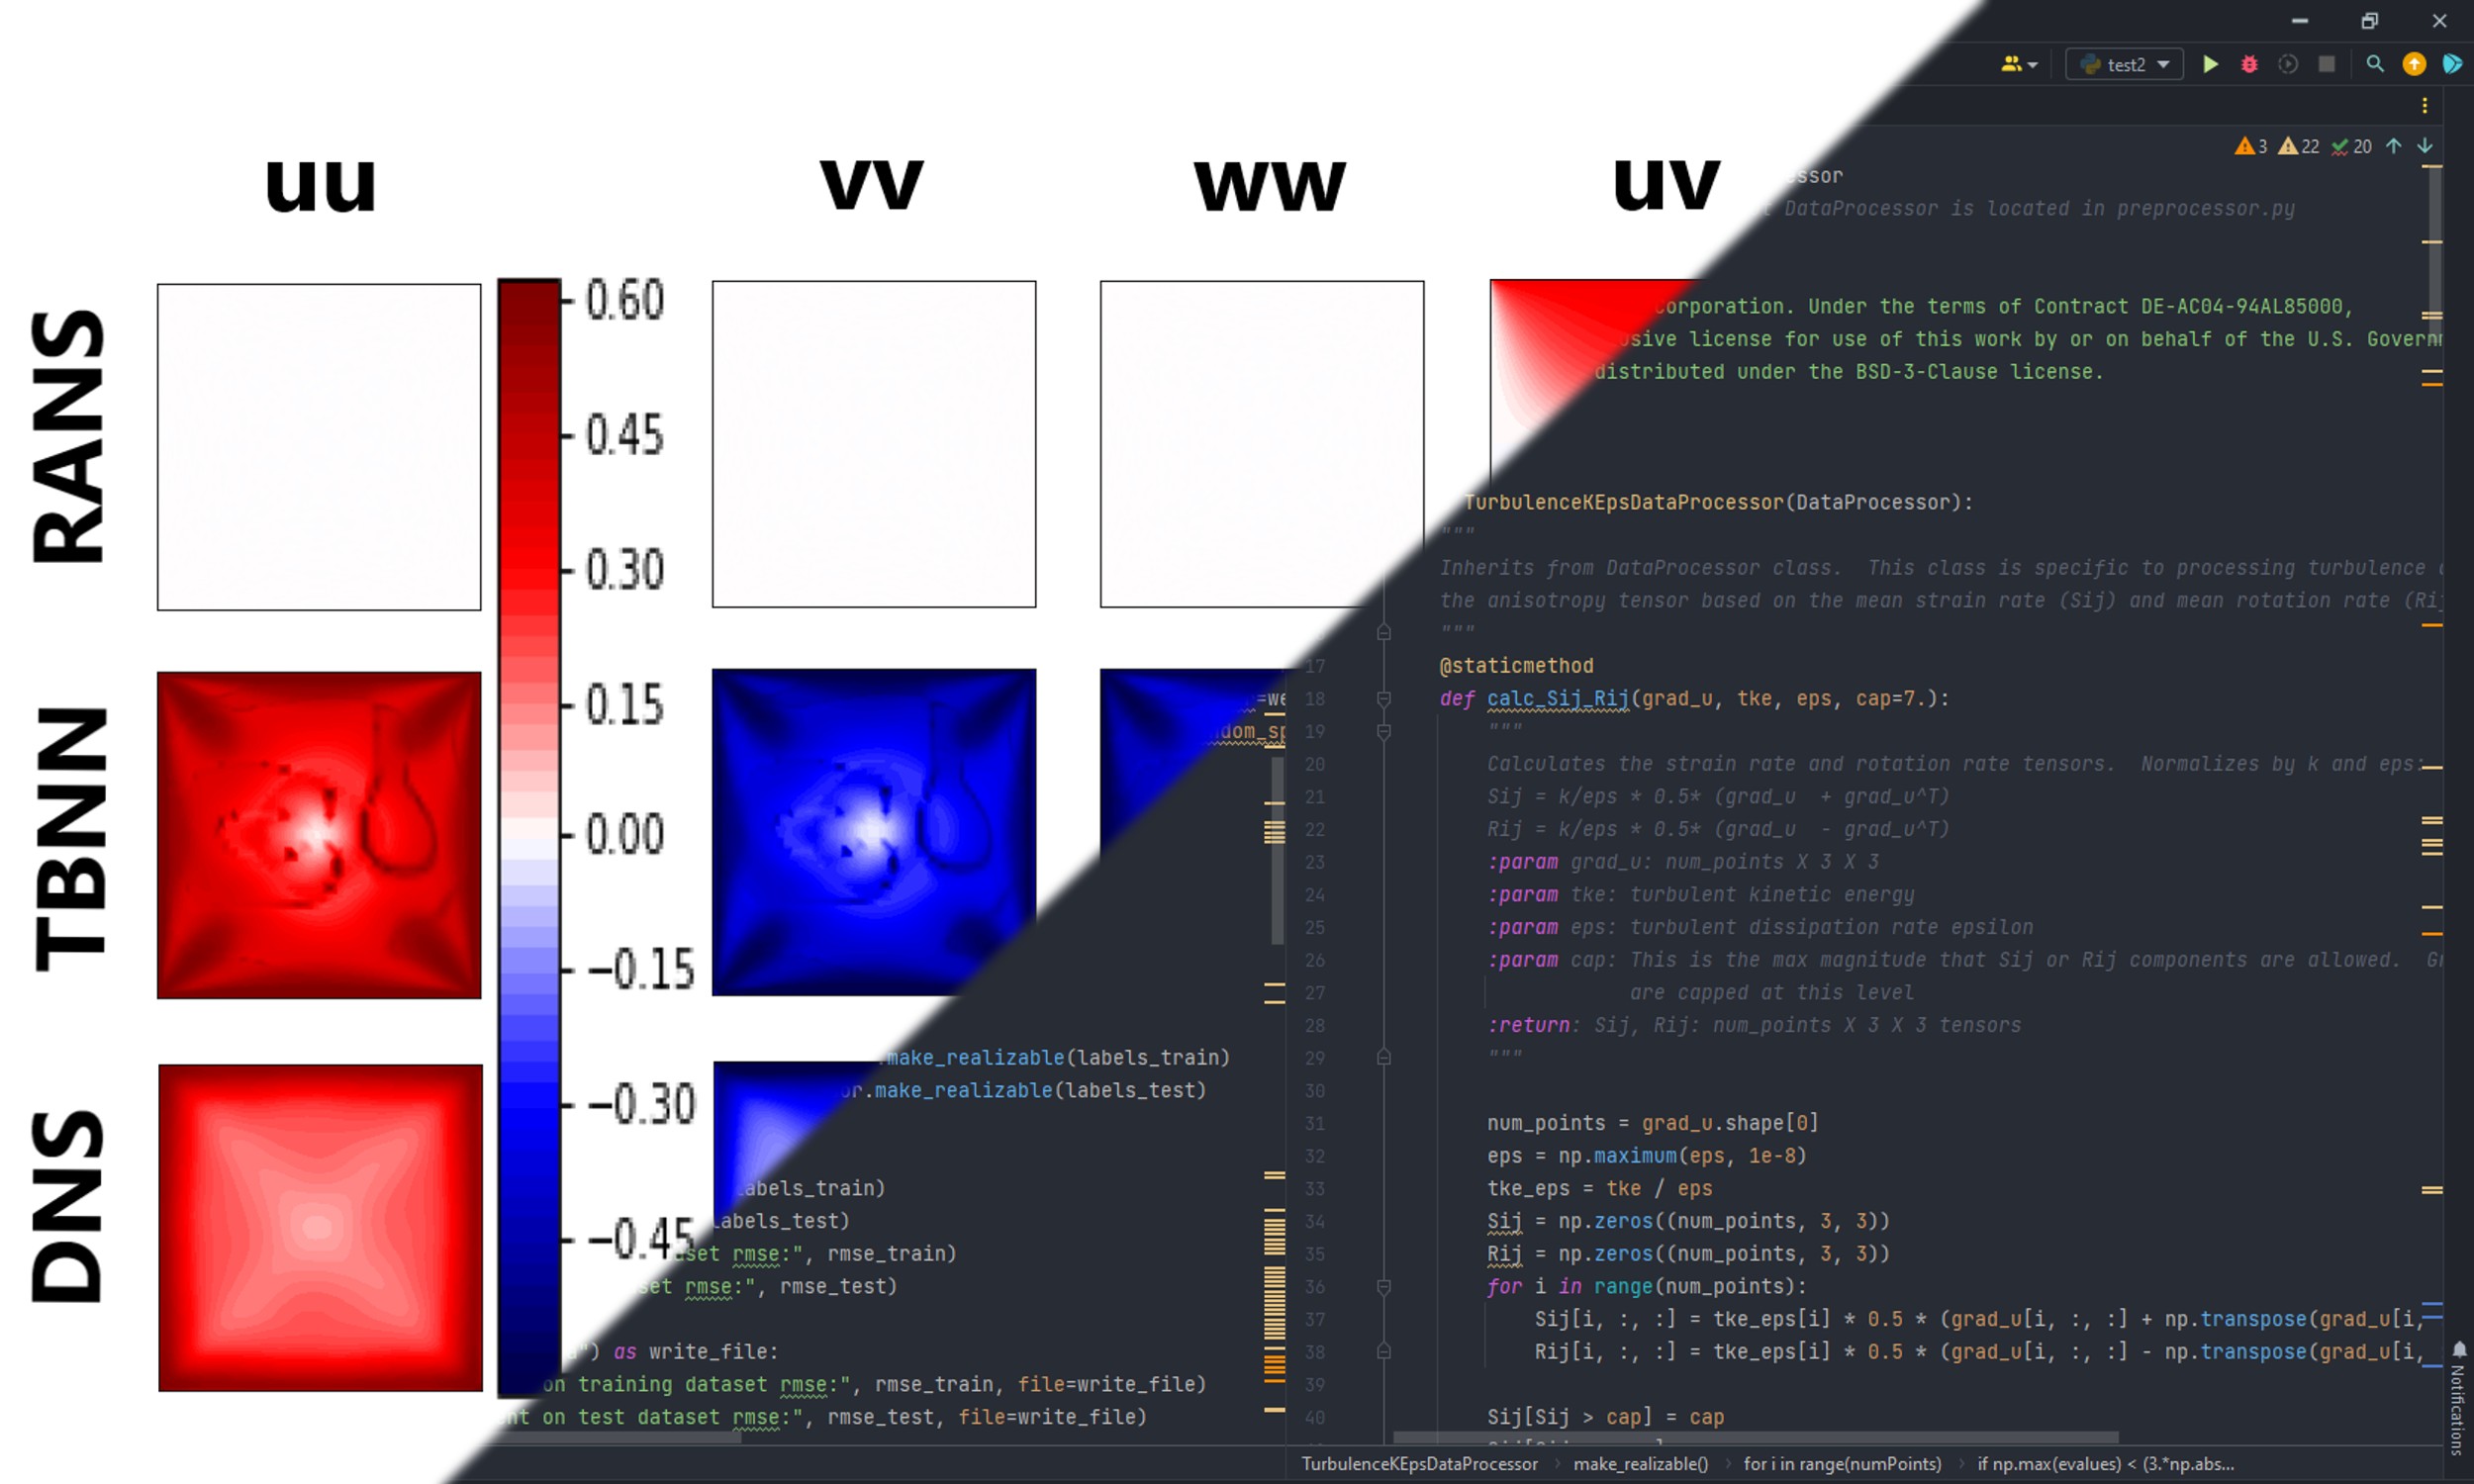 test2
3 22 20
uu vv ww uv
ssor
DataProcessor is located in preprocessor.py
RANS
0.60
0.45
0.30
0.15
0.00
−0.15
−0.30
−0.45
TBNN
DNS
corporation. Under the terms of Contract DE-AC04-94AL85000,
usive license for use of this work by or on behalf of the U.S. Governm
distributed under the BSD-3-Clause license.
TurbulenceKEpsDataProcessor(DataProcessor):
"""
Inherits from DataProcessor class. This class is specific to processing turbulence
the anisotropy tensor based on the mean strain rate (Sij) and mean rotation rate (Rij
"""
17 @staticmethod
18 def calc_Sij_Rij(grad_u, tke, eps, cap=7.):
19 """
20 Calculates the strain rate and rotation rate tensors. Normalizes by k and eps:
21 Sij = k/eps * 0.5* (grad_u + grad_u^T)
22 Rij = k/eps * 0.5* (grad_u - grad_u^T)
23 :param grad_u: num_points X 3 X 3
24 :param tke: turbulent kinetic energy
25 :param eps: turbulent dissipation rate epsilon
26 :param cap: This is the max magnitude that Sij or Rij components are allowed. Gr
27 are capped at this level
28 :return: Sij, Rij: num_points X 3 X 3 tensors
29 """
30
31 num_points = grad_u.shape[0]
32 eps = np.maximum(eps, 1e-8)
33 tke_eps = tke / eps
34 Sij = np.zeros((num_points, 3, 3))
35 Rij = np.zeros((num_points, 3, 3))
36 for i in range(num_points):
37 Sij[i, :, :] = tke_eps[i] * 0.5 * (grad_u[i, :, :] + np.transpose(grad_u[i,
38 Rij[i, :, :] = tke_eps[i] * 0.5 * (grad_u[i, :, :] - np.transpose(grad_u[i,
39
40 Sij[Sij > cap] = cap
=we
ndom_sp
.make_realizable(labels_train)
or.make_realizable(labels_test)
labels_train)
labels_test)
set rmse:", rmse_train)
set rmse:", rmse_test)
") as write_file:
on training dataset rmse:", rmse_train, file=write_file)
nt on test dataset rmse:", rmse_test, file=write_file)
Notifications
TurbulenceKEpsDataProcessor make_realizable() for i in range(numPoints) if np.max(evalues) < (3.*np.abs...